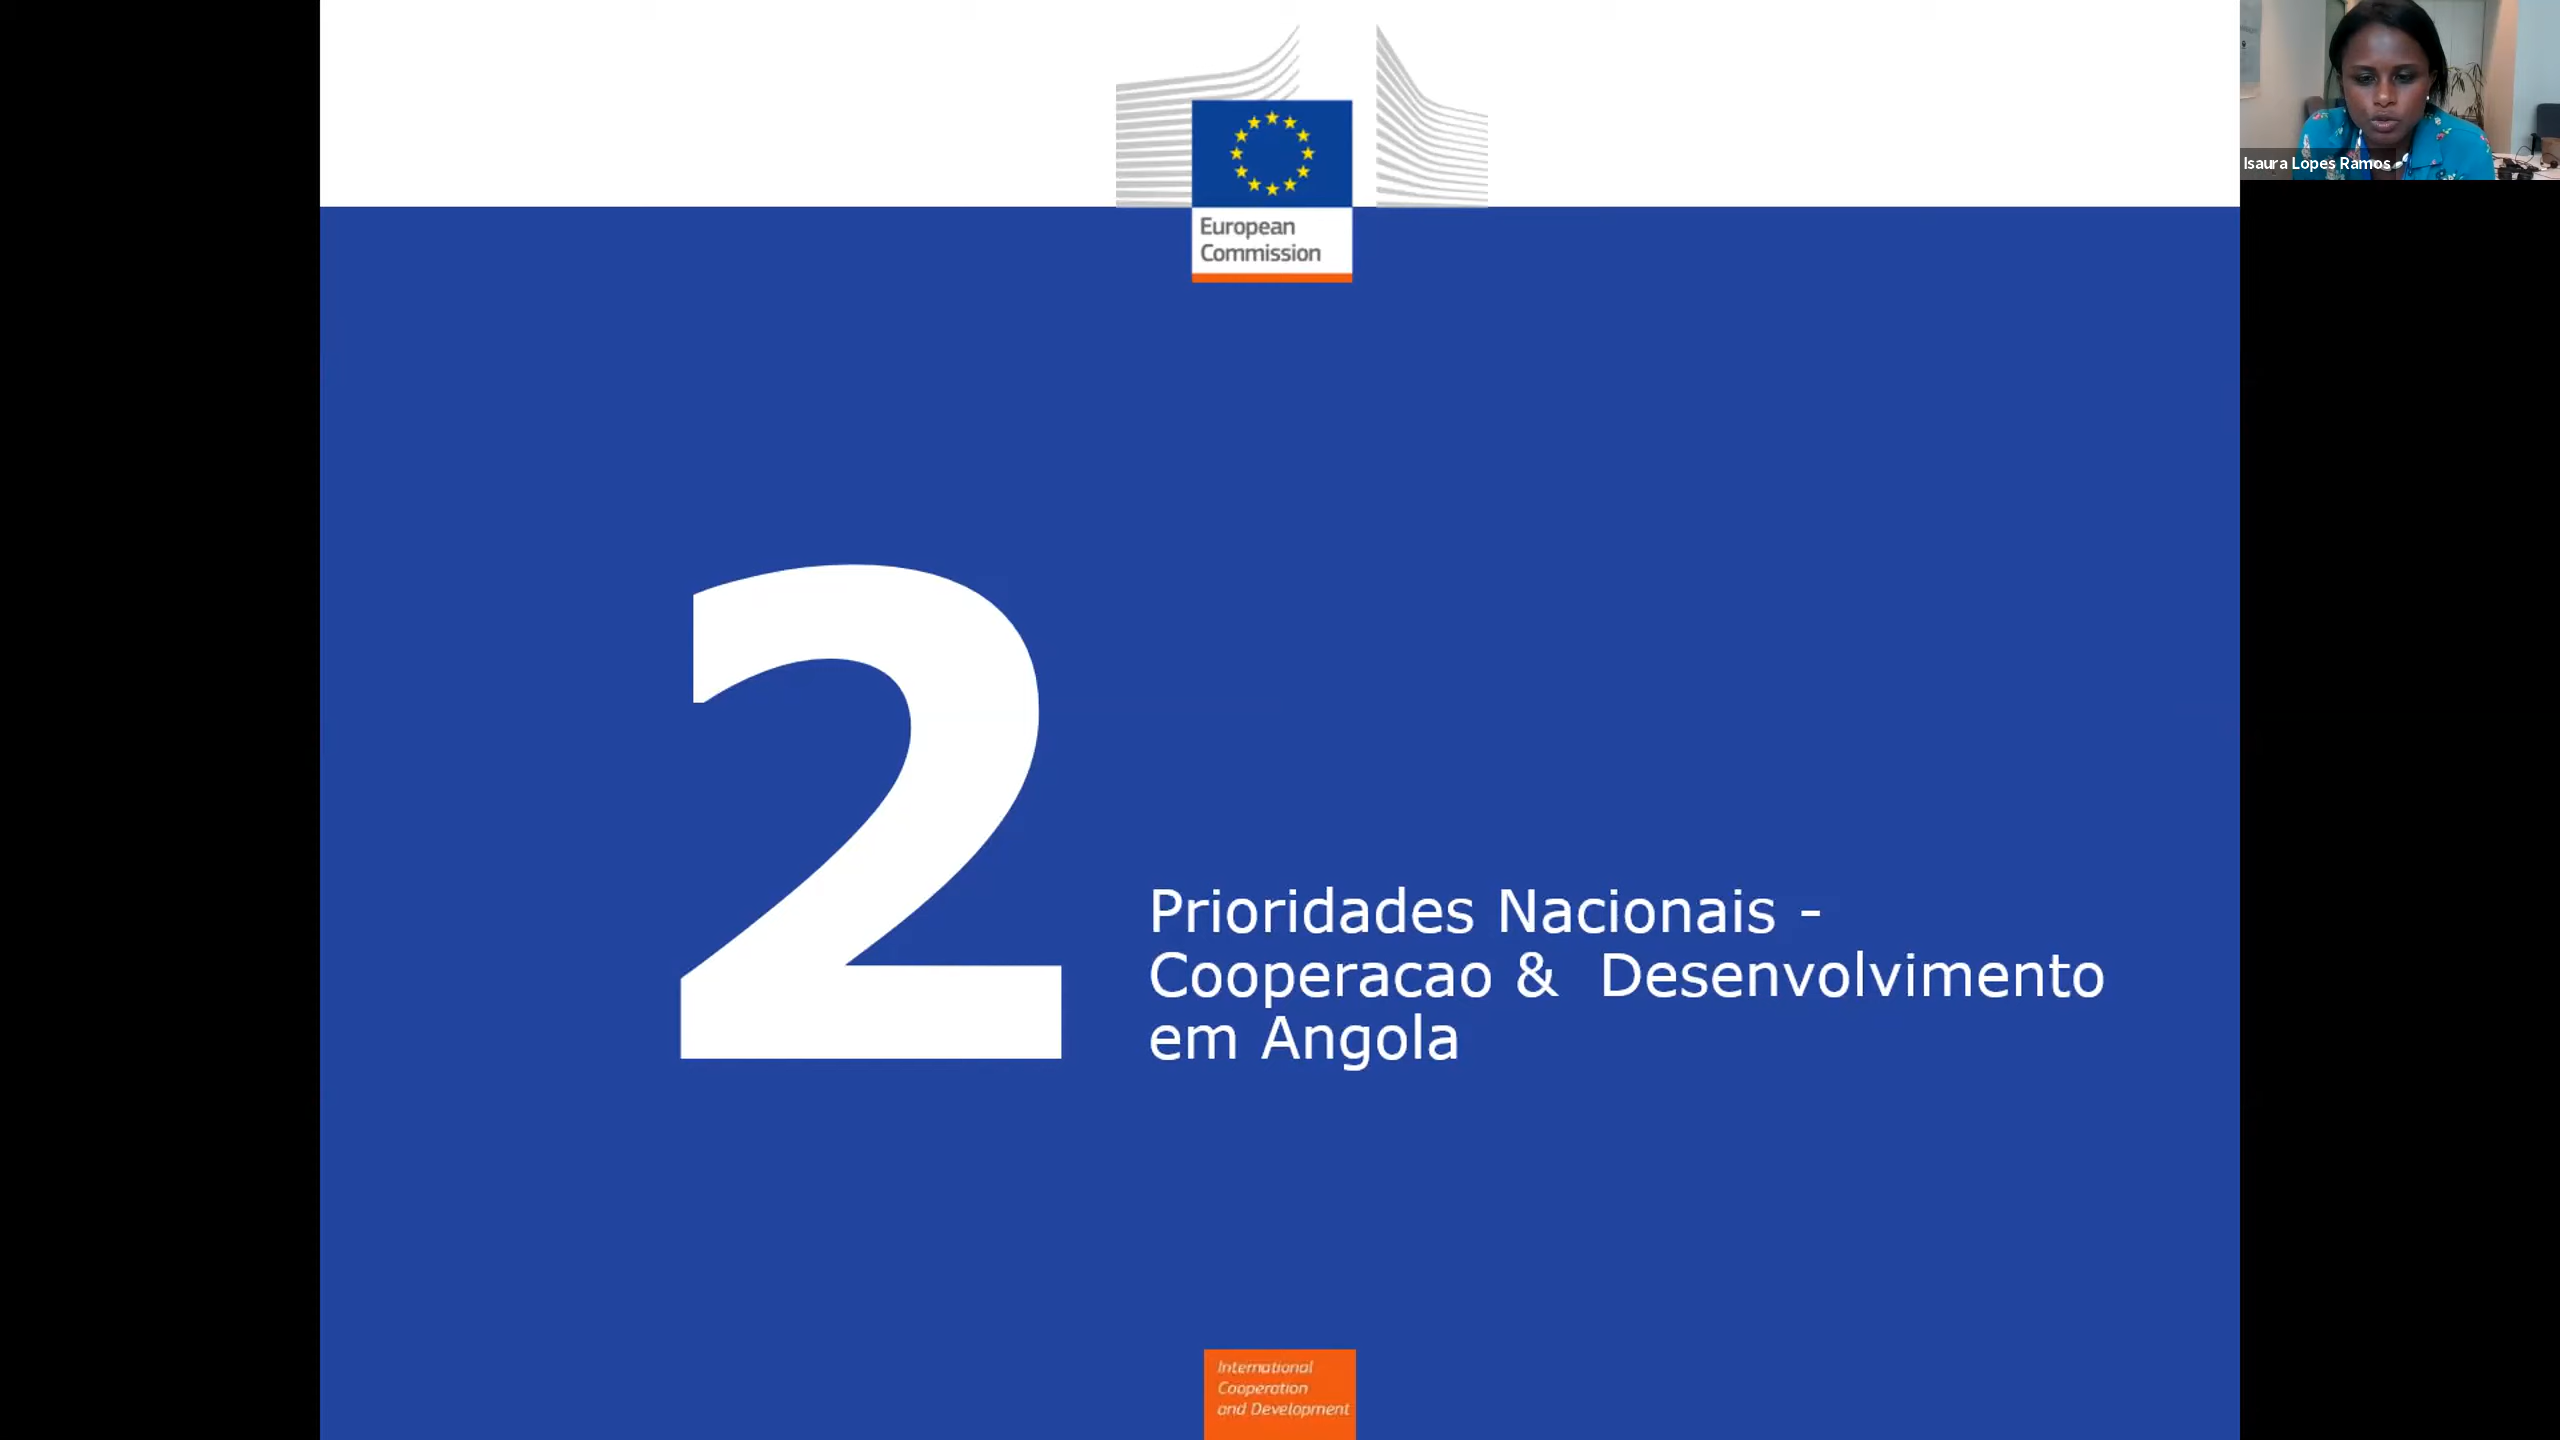 European
Commission
Isaura Lopes Ramos
2
Prioridades Nacionais -
Cooperacao &  Desenvolvimento
em Angola
International
Cooperation
and Development